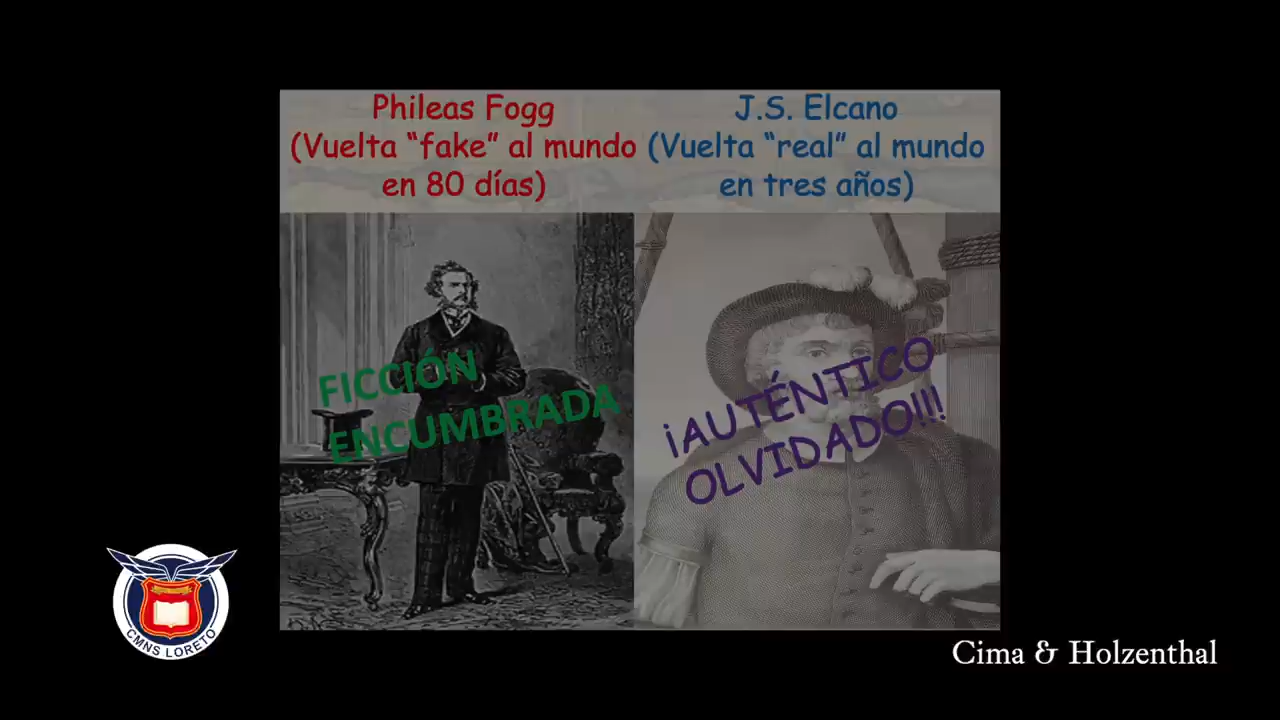 Phileas Fogg
(Vuelta “fake” al mundo
en 80 días)
J.S. Elcano
(Vuelta “real” al mundo
en tres años)
FICCIÓN
ENCUMBRADA
¡AUTÉNTICO
OLVIDADO!!!
CMNS LORETO
Cima & Holzenthal